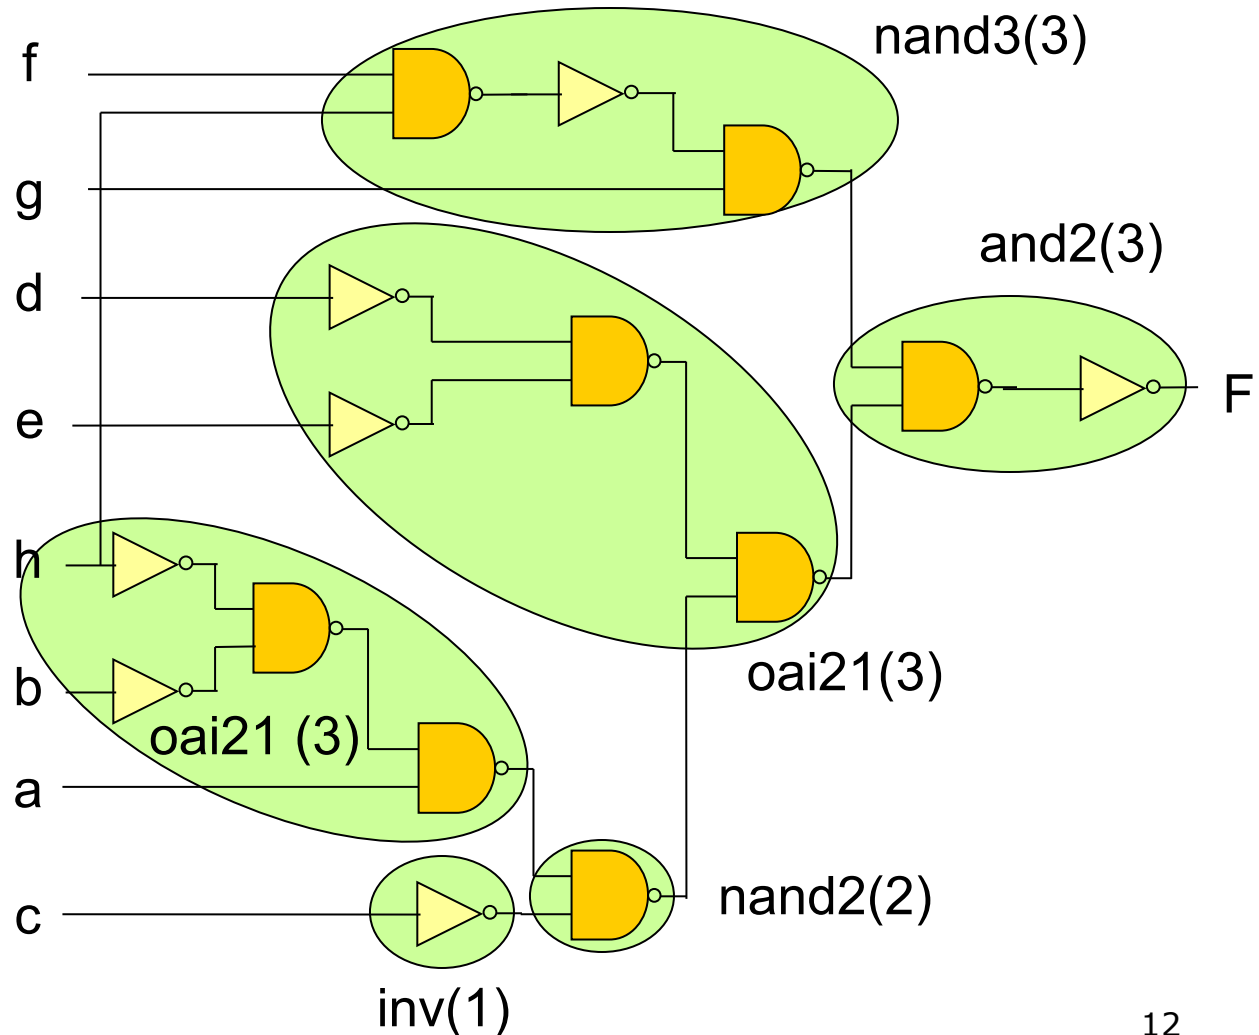 nand3(3)
f
g
and2(3)
d
F
e
h
oai21(3)
b
oai21 (3)
a
nand2(2)
c
inv(1)
12